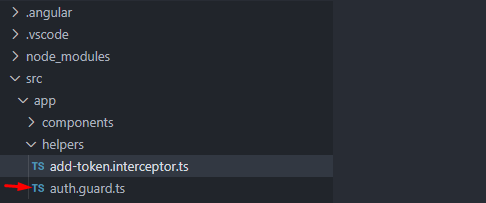 .angular
.vscode
node_modules
src
app
components
helpers
TS add-token.interceptor.ts
TS auth.guard.ts